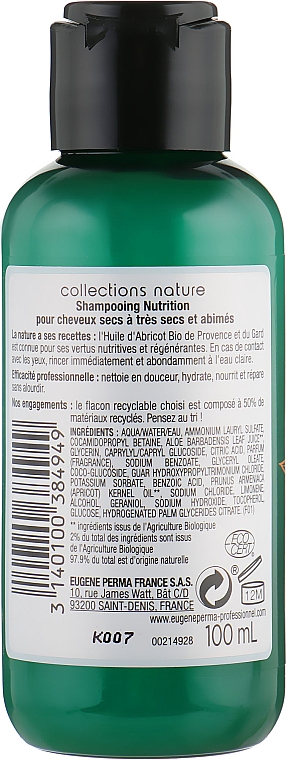 collections nature
Shampooing Nutrition
pour cheveux secs à très secs et abimés
La nature a ses recettes : l'Huile d'Abricot Bio de Provence et du Gard
est connue pour ses vertus nutritives et régénérantes. En cas de contact
avec les yeux, rincer immédiatement et abondamment à l'eau claire.
Efficacité professionelle : nettoie en douceur, hydrate, nourrit et répare
sans alourdir.
Nos engagements : le flacon recyclable choisi est composé à 50% de
matériaux recyclés. Pensez au tri !
INGRÉDIENTS : AQUA/WATER/EAU, AMMONIUM LAURYL SULFATE,
COCAMIDOPROPYL BETAINE, ALOE BARBADENSIS LEAF JUICE**,
GLYCERIN, CAPRYLYL/CAPRYL GLUCOSIDE, CITRIC ACID, PARFUM
(FRAGRANCE), SODIUM BENZOATE, GLYCERYL OLEATE,
COCO-GLUCOSIDE, GUAR HYDROXYPROPYLTRIMONIUM CHLORIDE,
POTASSIUM SORBATE, BENZOIC ACID, PRUNUS ARMENIACA
(APRICOT) KERNEL OIL**, SODIUM CHLORIDE, LIMONENE,
ALCOHOL, GERANIOL, SODIUM HYDROXIDE, TOCOPHEROL,
GLUCOSE, HYDROGENATED PALM GLYCERIDES CITRATE. (F01)
** ingrédients issus de l'Agriculture Biologique
2% du total des ingrédients sont issus
de l'Agriculture Biologique
97.9% du total est d'origine naturelle
EUGENE PERMA FRANCE S.A.S.
10, rue James Watt, Bât C/D
93200 SAINT-DENIS, FRANCE
www.eugeneperma-professionnel.com
ECO
CERT
12M
K007
00214928
100 mL
3140100384949